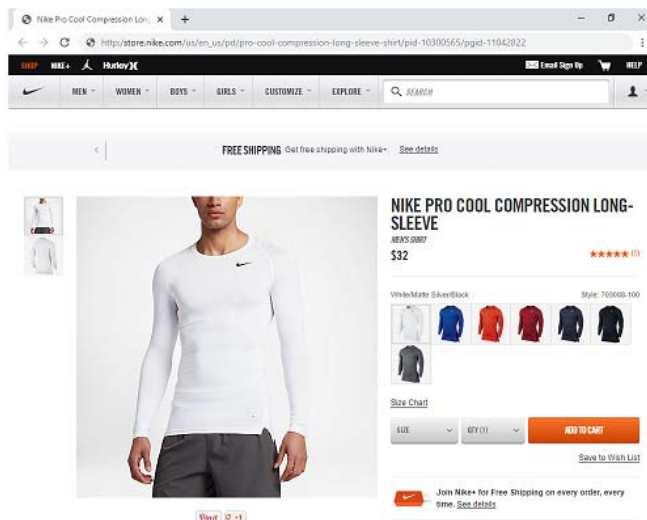 Nike Pro Cool Compression Lon
http:/store.nike.com/us/en_us/pd/pro-cool-compression-long-sleeve-shirt/pid-10300565/pgid-11042822
SHOP NIKE+ Hurley Email Sign Up HELP
MEN WOMEN BOYS GIRLS CUSTOMIZE EXPLORE SEARCH
FREE SHIPPING Get free shipping with Nike+. See details
NIKE PRO COOL COMPRESSION LONG-
SLEEVE
MEN'S SHIRT
$32 (1)
White/Matte Silver/Black Style: 703088-100
Size Chart
SIZE QTY (1) ADD TO CART
Save to Wish List
Join Nike+ for Free Shipping on every order, every
time. See details
Pinit +1